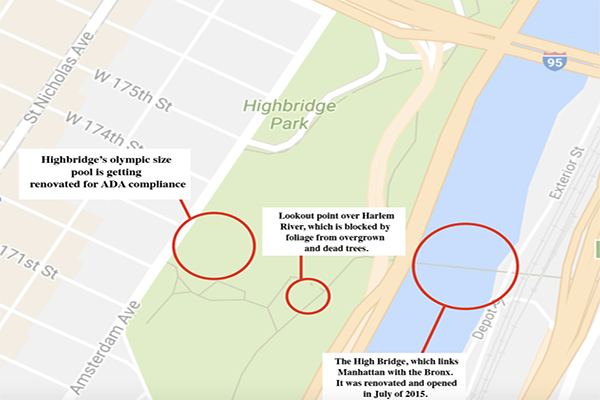 St Nicholas Ave
W 175th St
Highbridge
Park
W 174th St
95
Exterior St
Highbridge's olympic size
pool is getting
renovated for ADA compliance
Lookout point over Harlem
River, which is blocked by
foliage from overgrown
and dead trees.
171st St
Amsterdam Ave
Depot
The High Bridge, which links
Manhattan with the Bronx.
It was renovated and opened
in July of 2015.